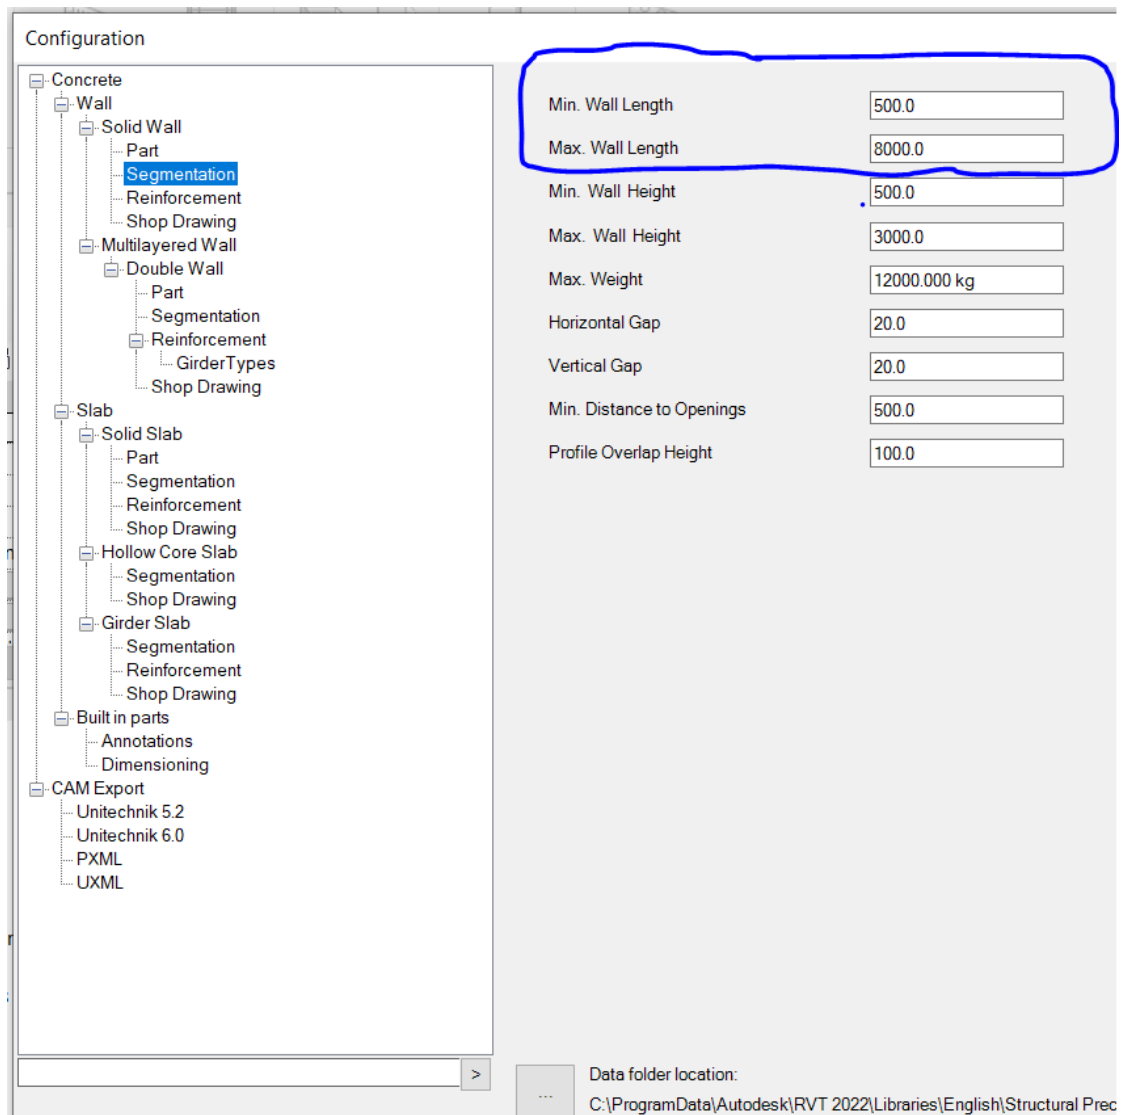 Configuration
Concrete
Wall
Solid Wall
Part
Segmentation
Reinforcement
Shop Drawing
Multilayered Wall
Double Wall
Part
Segmentation
Reinforcement
GirderTypes
Shop Drawing
Slab
Solid Slab
Part
Segmentation
Reinforcement
Shop Drawing
Hollow Core Slab
Segmentation
Shop Drawing
Girder Slab
Segmentation
Reinforcement
Shop Drawing
Built in parts
Annotations
Dimensioning
CAM Export
Unitechnik 5.2
Unitechnik 6.0
PXML
UXML
>
Min. Wall Length 500.0
Max. Wall Length 8000.0
Min. Wall Height 500.0
Max. Wall Height 3000.0
Max. Weight 12000.000 kg
Horizontal Gap 20.0
Vertical Gap 20.0
Min. Distance to Openings 500.0
Profile Overlap Height 100.0
...
Data folder location:
C:\ProgramData\Autodesk\RVT 2022\Libraries\English\Structural Prec